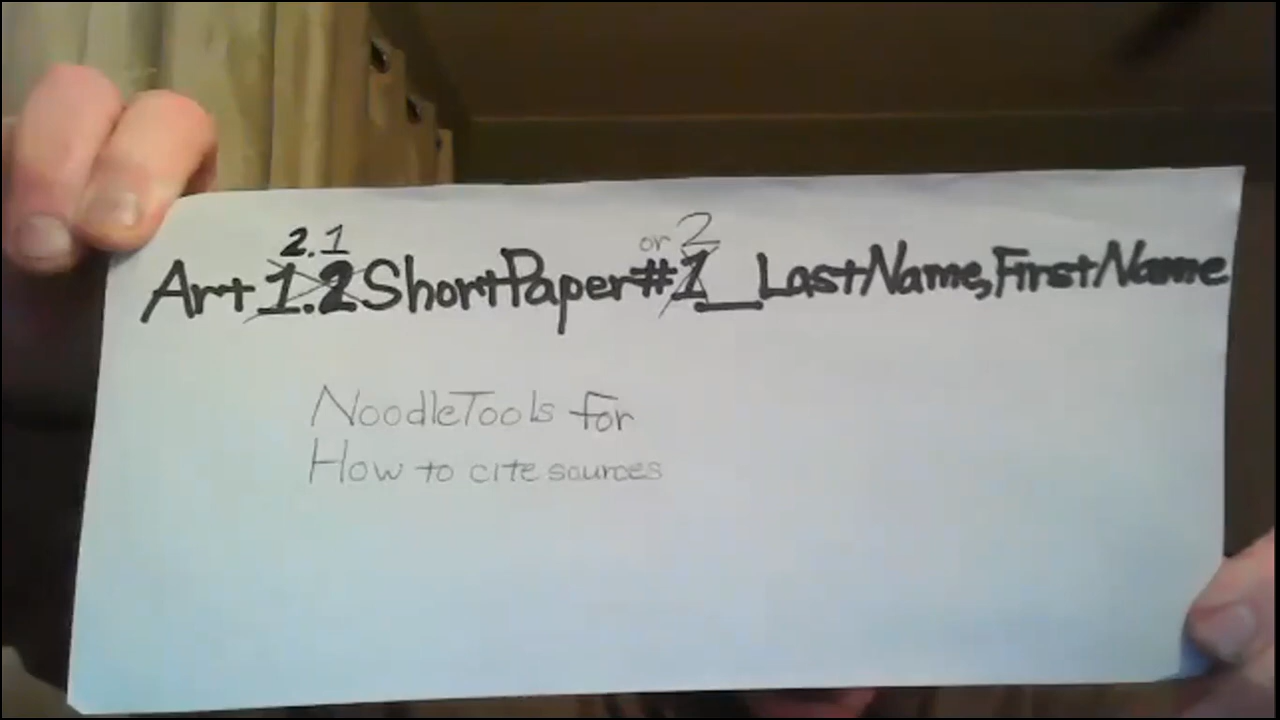 2.1 or 2
Art 1.2 ShortPaper#1_LastName,FirstName
NoodleTools for
How to cite sources